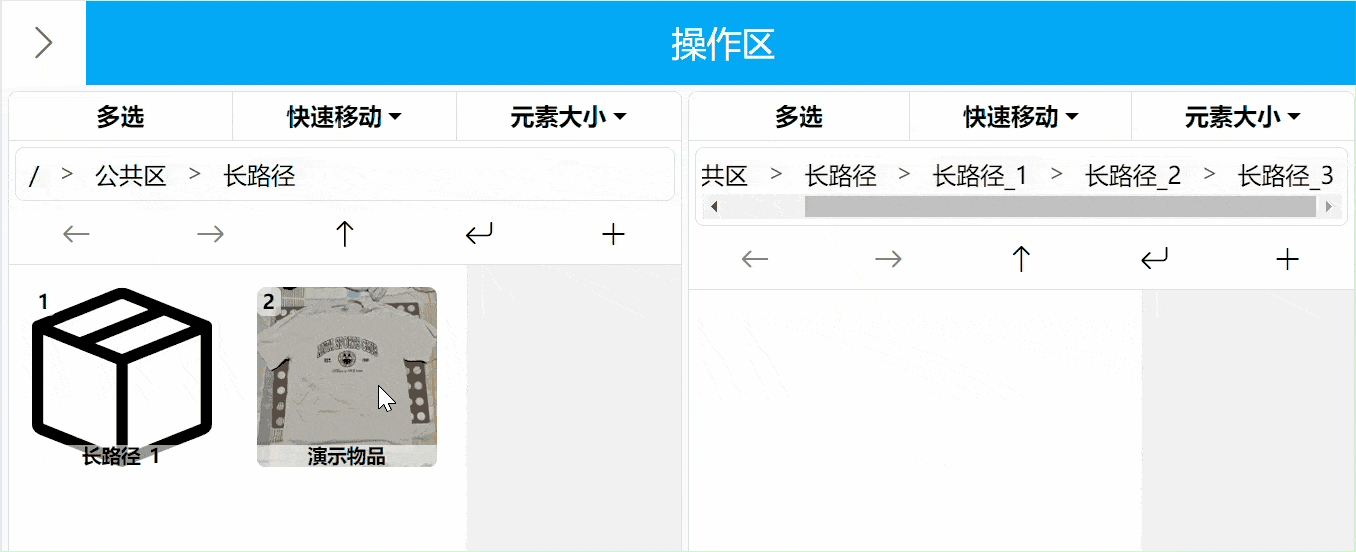 操作区
多选 快速移动 元素大小
/ > 公共区 > 长路径
1
长路径_1
2
演示物品
多选 快速移动 元素大小
共区 > 长路径 > 长路径_1 > 长路径_2 > 长路径_3